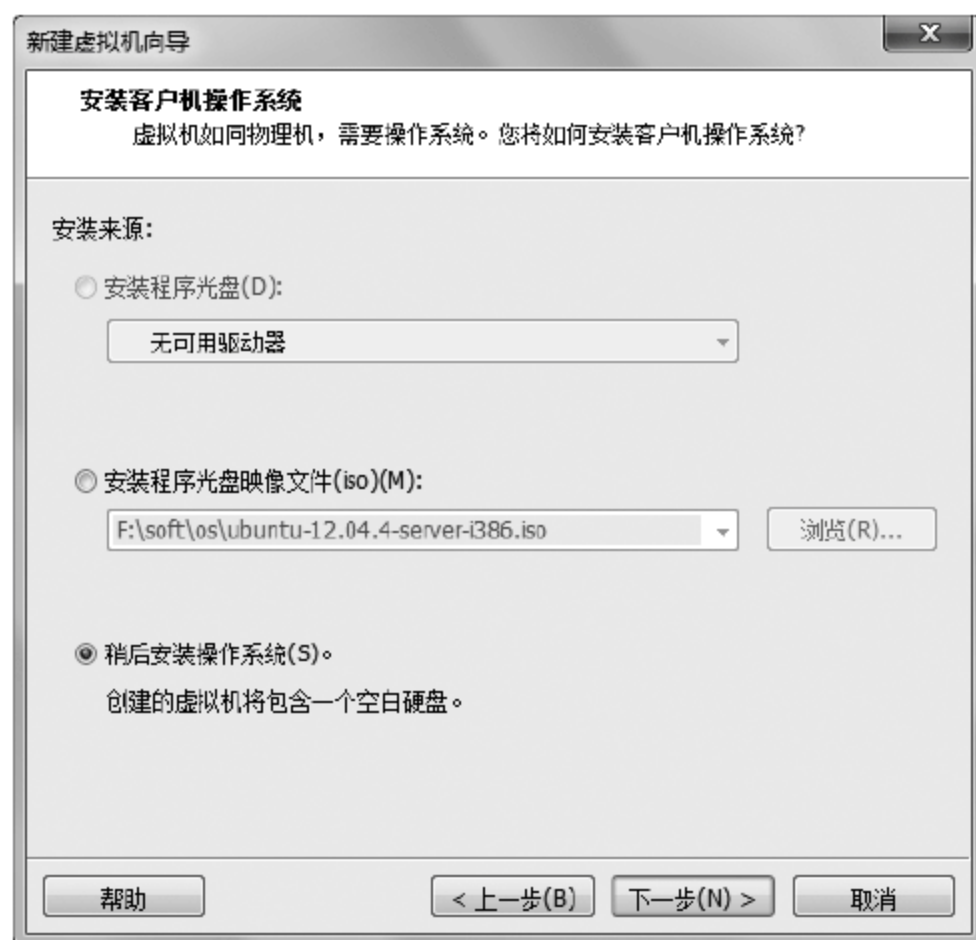 新建虚拟机向导
x
安装客户机操作系统
虚拟机如同物理机，需要操作系统。您将如何安装客户机操作系统?
安装来源:
安装程序光盘(D):
无可用驱动器
安装程序光盘映像文件(iso)(M):
F:\soft\os\ubuntu-12.04.4-server-i386.iso
浏览(R)...
稍后安装操作系统(S)。
创建的虚拟机将包含一个空白硬盘。
帮助
< 上一步(B)
下一步(N) >
取消